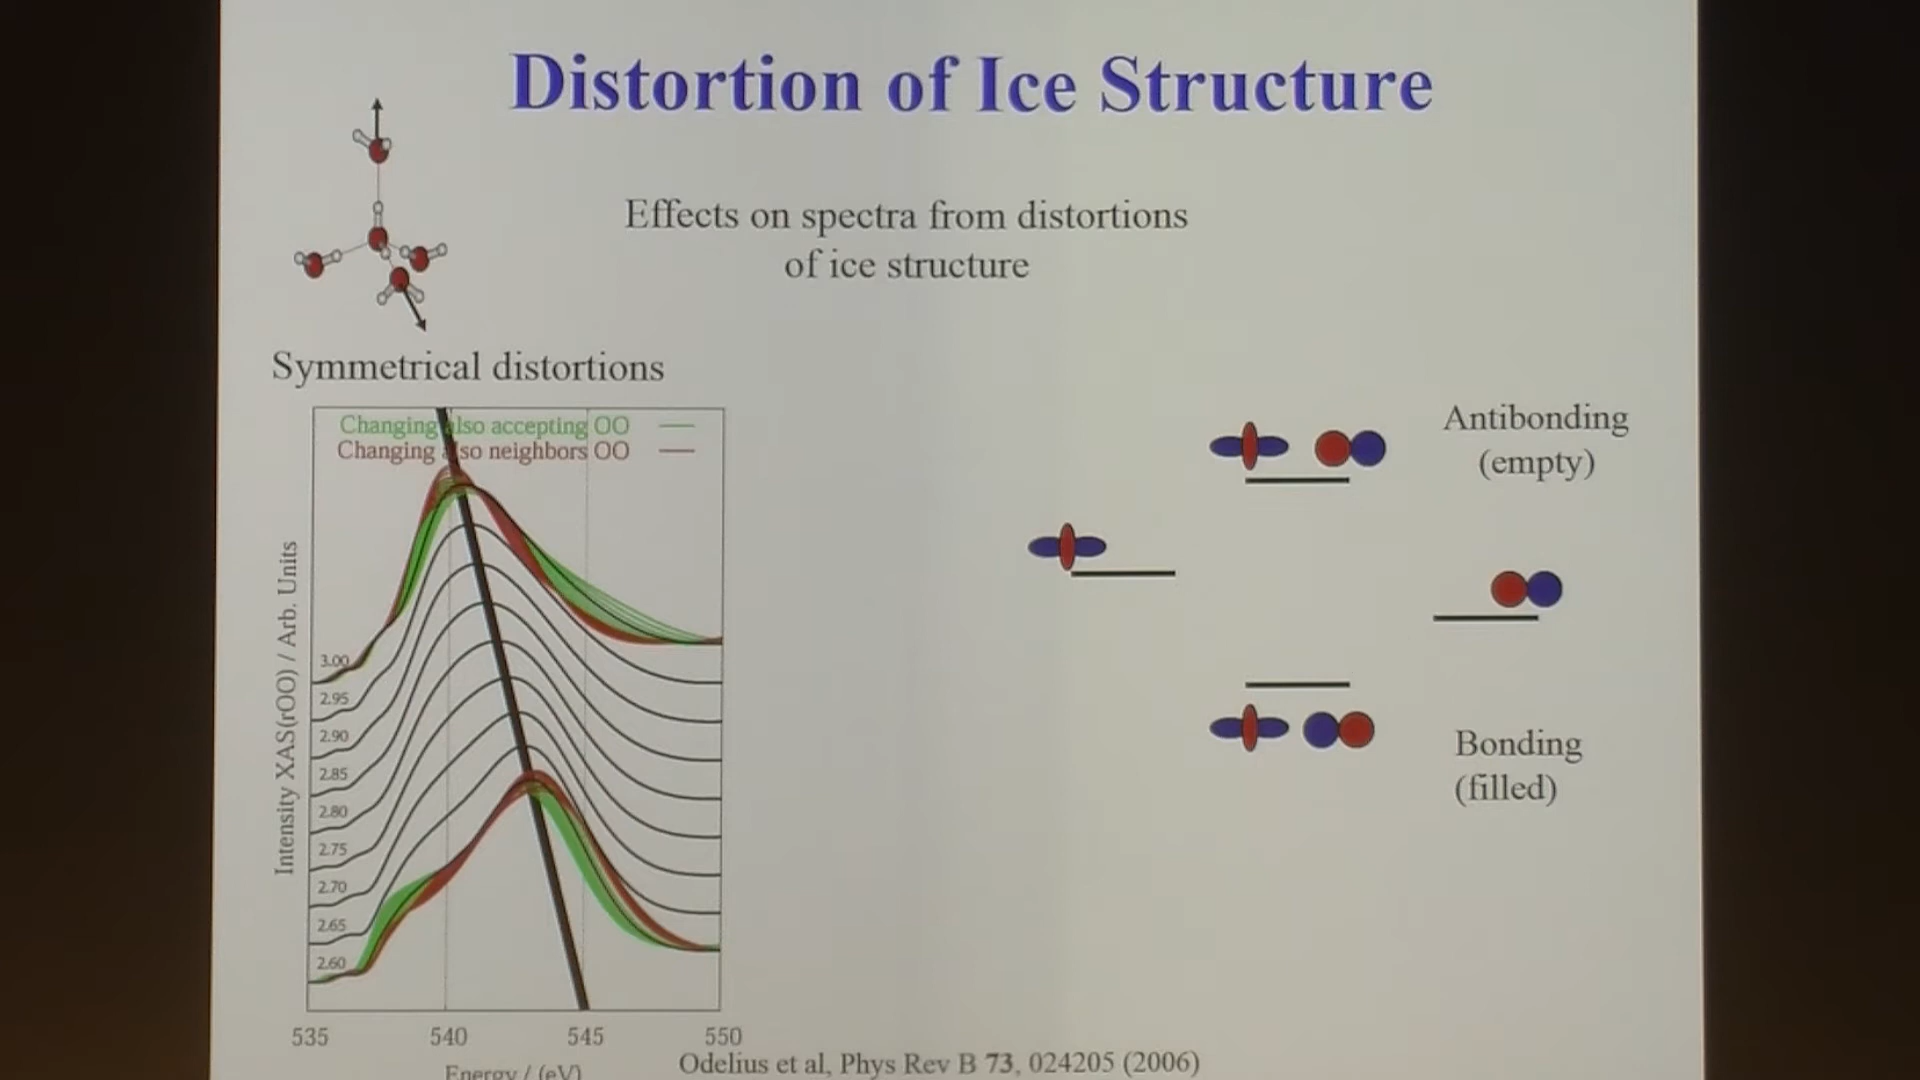 Distortion of Ice Structure
Effects on spectra from distortions
of ice structure
Symmetrical distortions
Changing also accepting OO
Changing also neighbors OO
Intensity XAS(rOO) / Arb. Units
3.00
2.95
2.90
2.85
2.80
2.75
2.70
2.65
2.60
535 540 545 550
Energy / (eV)
Antibonding
(empty)
Bonding
(filled)
Odelius et al, Phys Rev B 73, 024205 (2006)